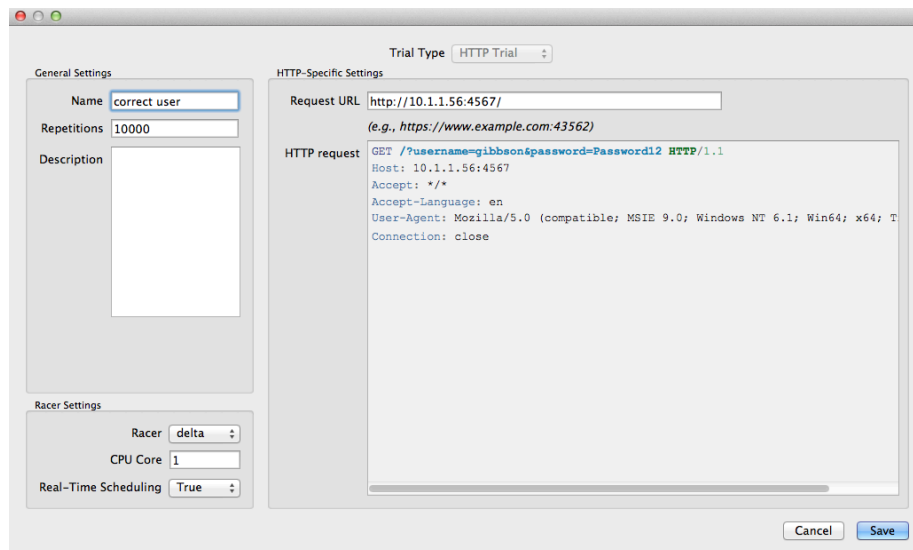 Trial Type HTTP Trial
General Settings
Name correct user
Repetitions 10000
Description
Racer Settings
Racer delta
CPU Core 1
Real-Time Scheduling True
HTTP-Specific Settings
Request URL http://10.1.1.56:4567/
(e.g., https://www.example.com:43562)
HTTP request GET /?username=gibbson&password=Password12 HTTP/1.1
Host: 10.1.1.56:4567
Accept: */*
Accept-Language: en
User-Agent: Mozilla/5.0 (compatible; MSIE 9.0; Windows NT 6.1; Win64; x64; T
Connection: close
Cancel Save